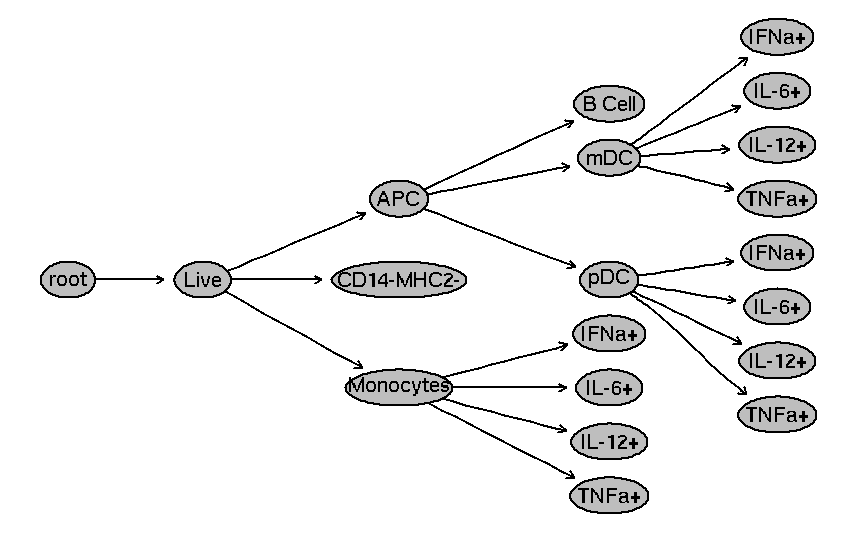 IFNa+
IL-6+
B Cell
IL-12+
mDC
APC
TNFa+
IFNa+
root
Live
CD14-MHC2-
pDC
IL-6+
IFNa+
IL-12+
Monocytes
IL-6+
TNFa+
IL-12+
TNFa+